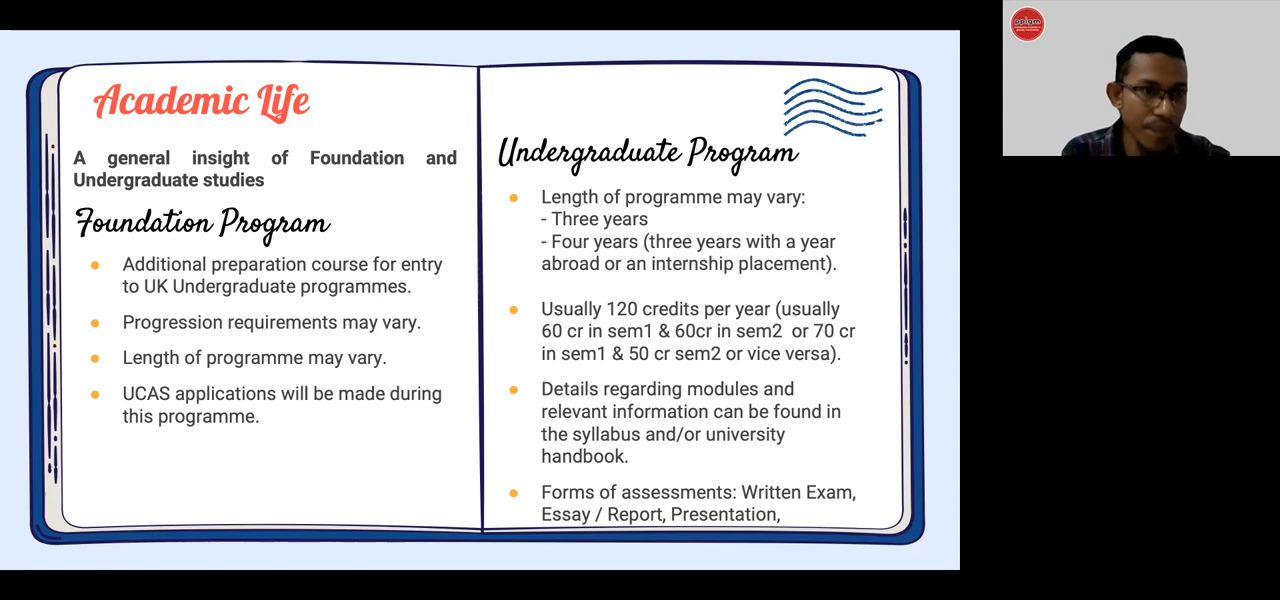 Academic Life
A general insight of Foundation and
Undergraduate studies
Foundation Program
Additional preparation course for entry
to UK Undergraduate programmes.
Progression requirements may vary.
Length of programme may vary.
UCAS applications will be made during
this programme.
Undergraduate Program
Length of programme may vary:
- Three years
- Four years (three years with a year
abroad or an internship placement).
Usually 120 credits per year (usually
60 cr in sem1 & 60cr in sem2 or 70 cr
in sem1 & 50 cr sem2 or vice versa).
Details regarding modules and
relevant information can be found in
the syllabus and/or university
handbook.
Forms of assessments: Written Exam,
Essay / Report, Presentation,
ppigm